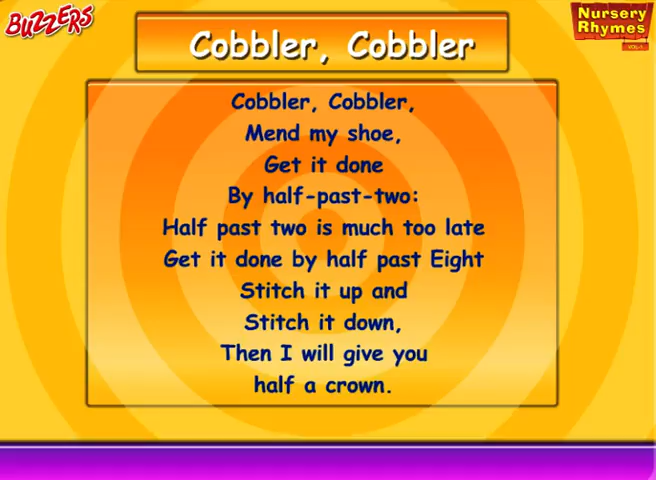 BUZZERS
Nursery
Rhymes
VOL-1
Cobbler, Cobbler
Cobbler, Cobbler,
Mend my shoe,
Get it done
By half-past-two:
Half past two is much too late
Get it done by half past Eight
Stitch it up and
Stitch it down,
Then I will give you
half a crown.